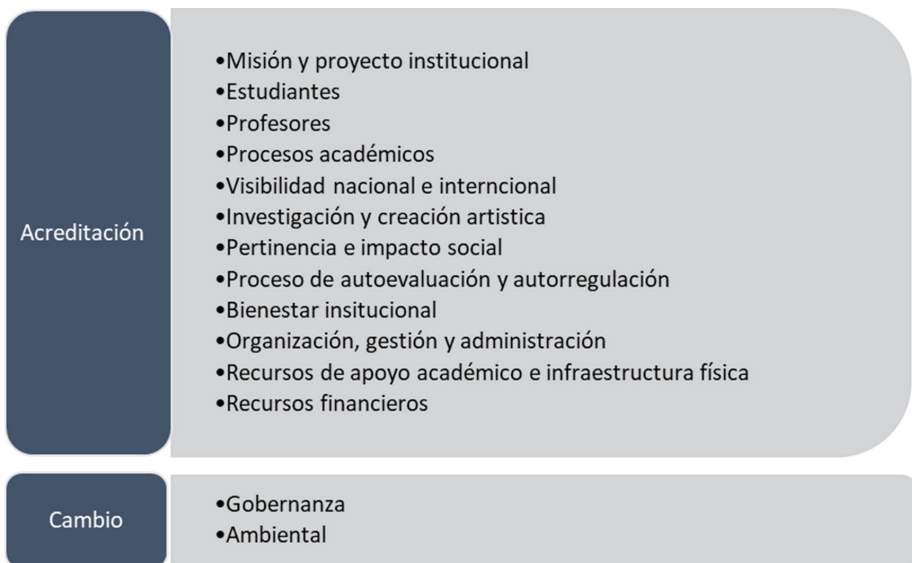 Acreditación
•Misión y proyecto institucional
•Estudiantes
•Profesores
•Procesos académicos
•Visibilidad nacional e interncional
•Investigación y creación artistica
•Pertinencia e impacto social
•Proceso de autoevaluación y autorregulación
•Bienestar insitucional
•Organización, gestión y administración
•Recursos de apoyo académico e infraestructura física
•Recursos financieros
Cambio
•Gobernanza
•Ambiental